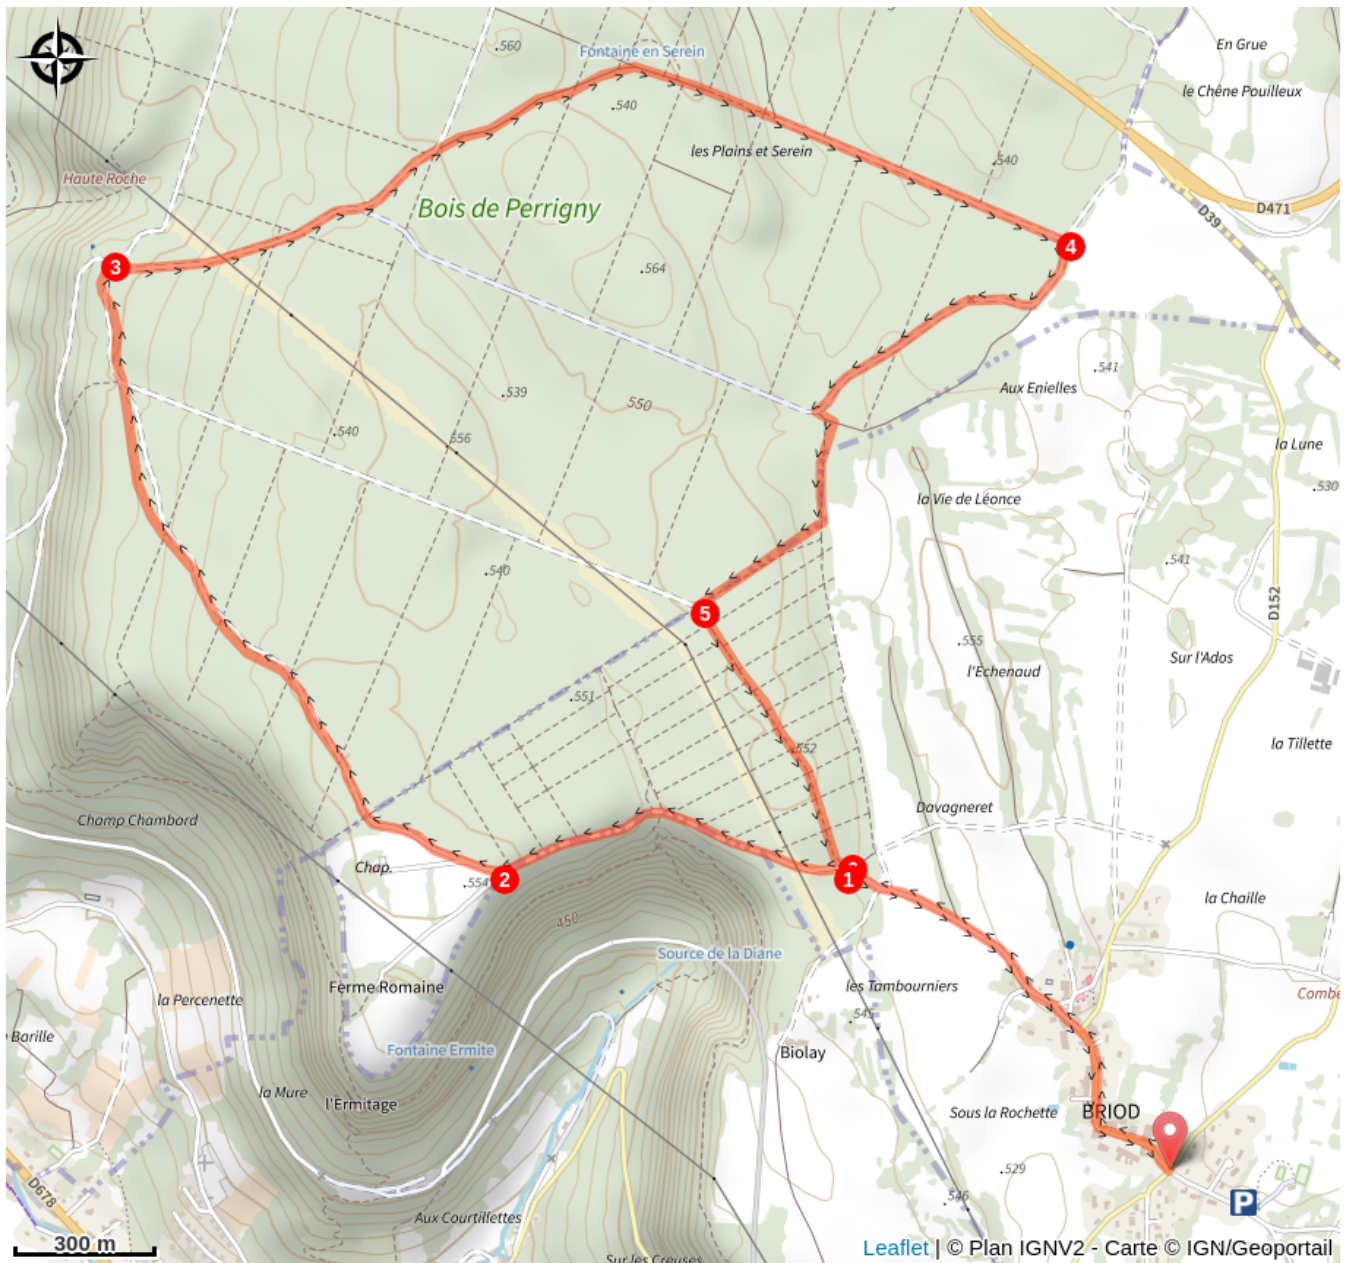 .560
Fontaine en Serein
En Grue
le Chêne Pouilleux
.540
les Plains et Serein
.540
Haute Roche
Bois de Perrigny
D471
D39
4
3
.564
Aux Enielles
.541
.539
550
.540
556
la Lune
la Vie de Léonce
.530
.540
.541
D152
5
.555
l'Echenaud
Sur l'Ados
.551
.552
la Tillette
Champ Chambard
Davagneret
Chap.
.554
2
1
la Chaille
450
Source de la Diane
la Percenette
Ferme Romaine
les Tambourniers
Combe
.545
Barille
Fontaine Ermite
Biolay
la Mure
l'Ermitage
Sous la Rochette
BRIOD
.529
D678
.546
P
Aux Courtillettes
300 m
Sur les Creuses
Leaflet | © Plan IGNV2 - Carte © IGN/Geoportail